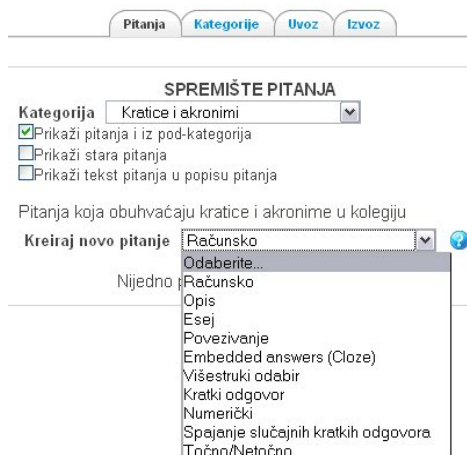 Pitanja Kategorije Uvoz Izvoz
SPREMIŠTE PITANJA
Kategorija Kratice i akronimi
Prikaži pitanja i iz pod-kategorija
Prikaži stara pitanja
Prikaži tekst pitanja u popisu pitanja
Pitanja koja obuhvaćaju kratice i akronime u kolegiju
Kreiraj novo pitanje Računsko ?
Odaberite...
Nijedno p
Računsko
Opis
Esej
Povezivanje
Embedded answers (Cloze)
Višestruki odabir
Kratki odgovor
Numerički
Spajanje slučajnih kratkih odgovora
Točno/Netočno